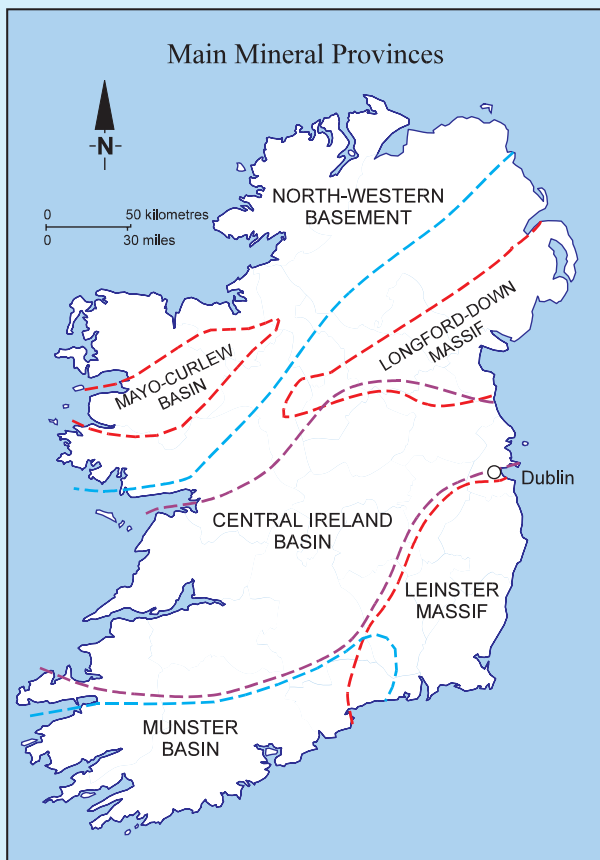 Main Mineral Provinces
-N-
0 50 kilometres
0 30 miles
NORTH-WESTERN
BASEMENT
LONGFORD-DOWN
MASSIF
MAYO-CURLEW
BASIN
Dublin
CENTRAL IRELAND
BASIN
LEINSTER
MASSIF
MUNSTER
BASIN